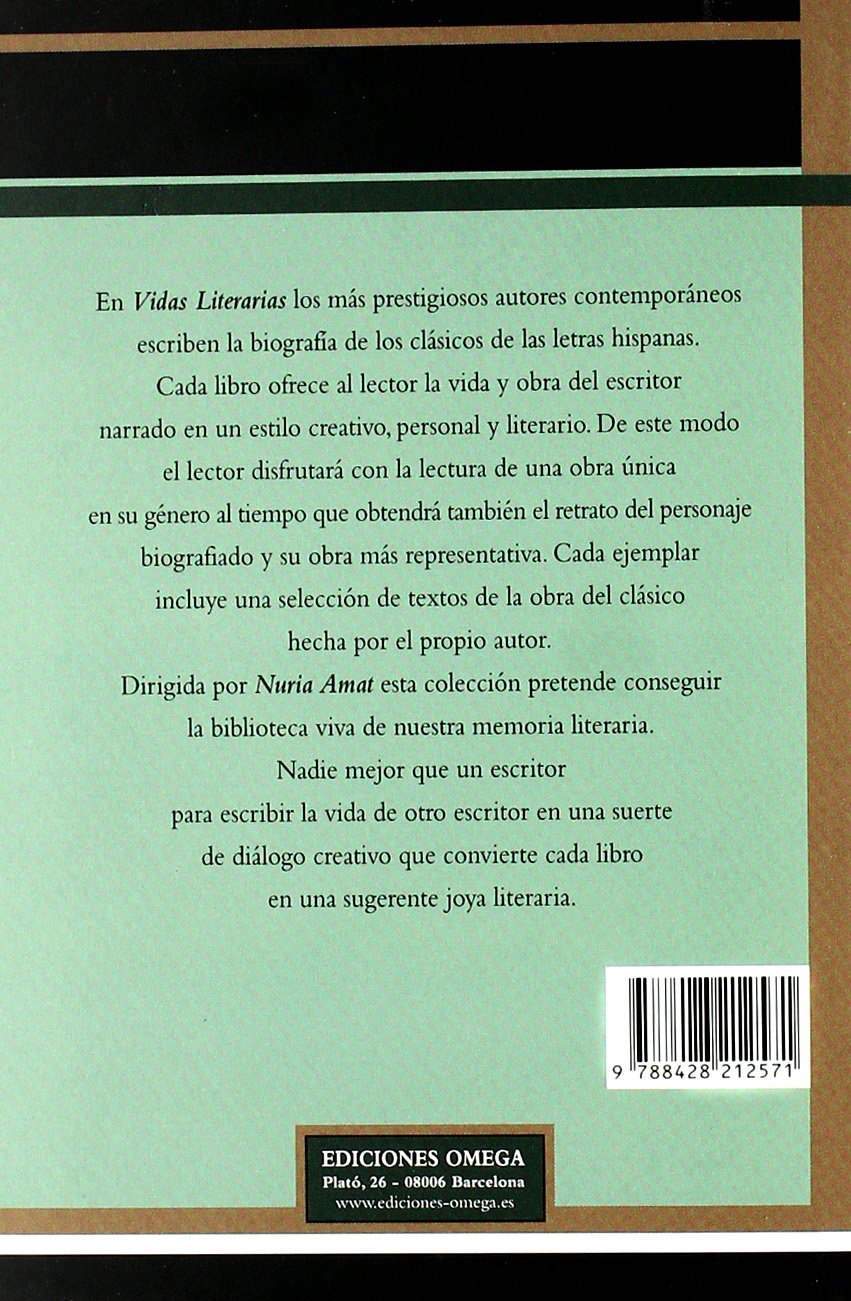 En Vidas Literarias los más prestigiosos autores contemporáneos
escriben la biografía de los clásicos de las letras hispanas.
Cada libro ofrece al lector la vida y obra del escritor
narrado en un estilo creativo, personal y literario. De este modo
el lector disfrutará con la lectura de una obra única
en su género al tiempo que obtendrá también el retrato del personaje
biografiado y su obra más representativa. Cada ejemplar
incluye una selección de textos de la obra del clásico
hecha por el propio autor.
Dirigida por Nuria Amat esta colección pretende conseguir
la biblioteca viva de nuestra memoria literaria.
Nadie mejor que un escritor
para escribir la vida de otro escritor en una suerte
de diálogo creativo que convierte cada libro
en una sugerente joya literaria.
9 788428 212571
EDICIONES OMEGA
Plató, 26 - 08006 Barcelona
www.ediciones-omega.es